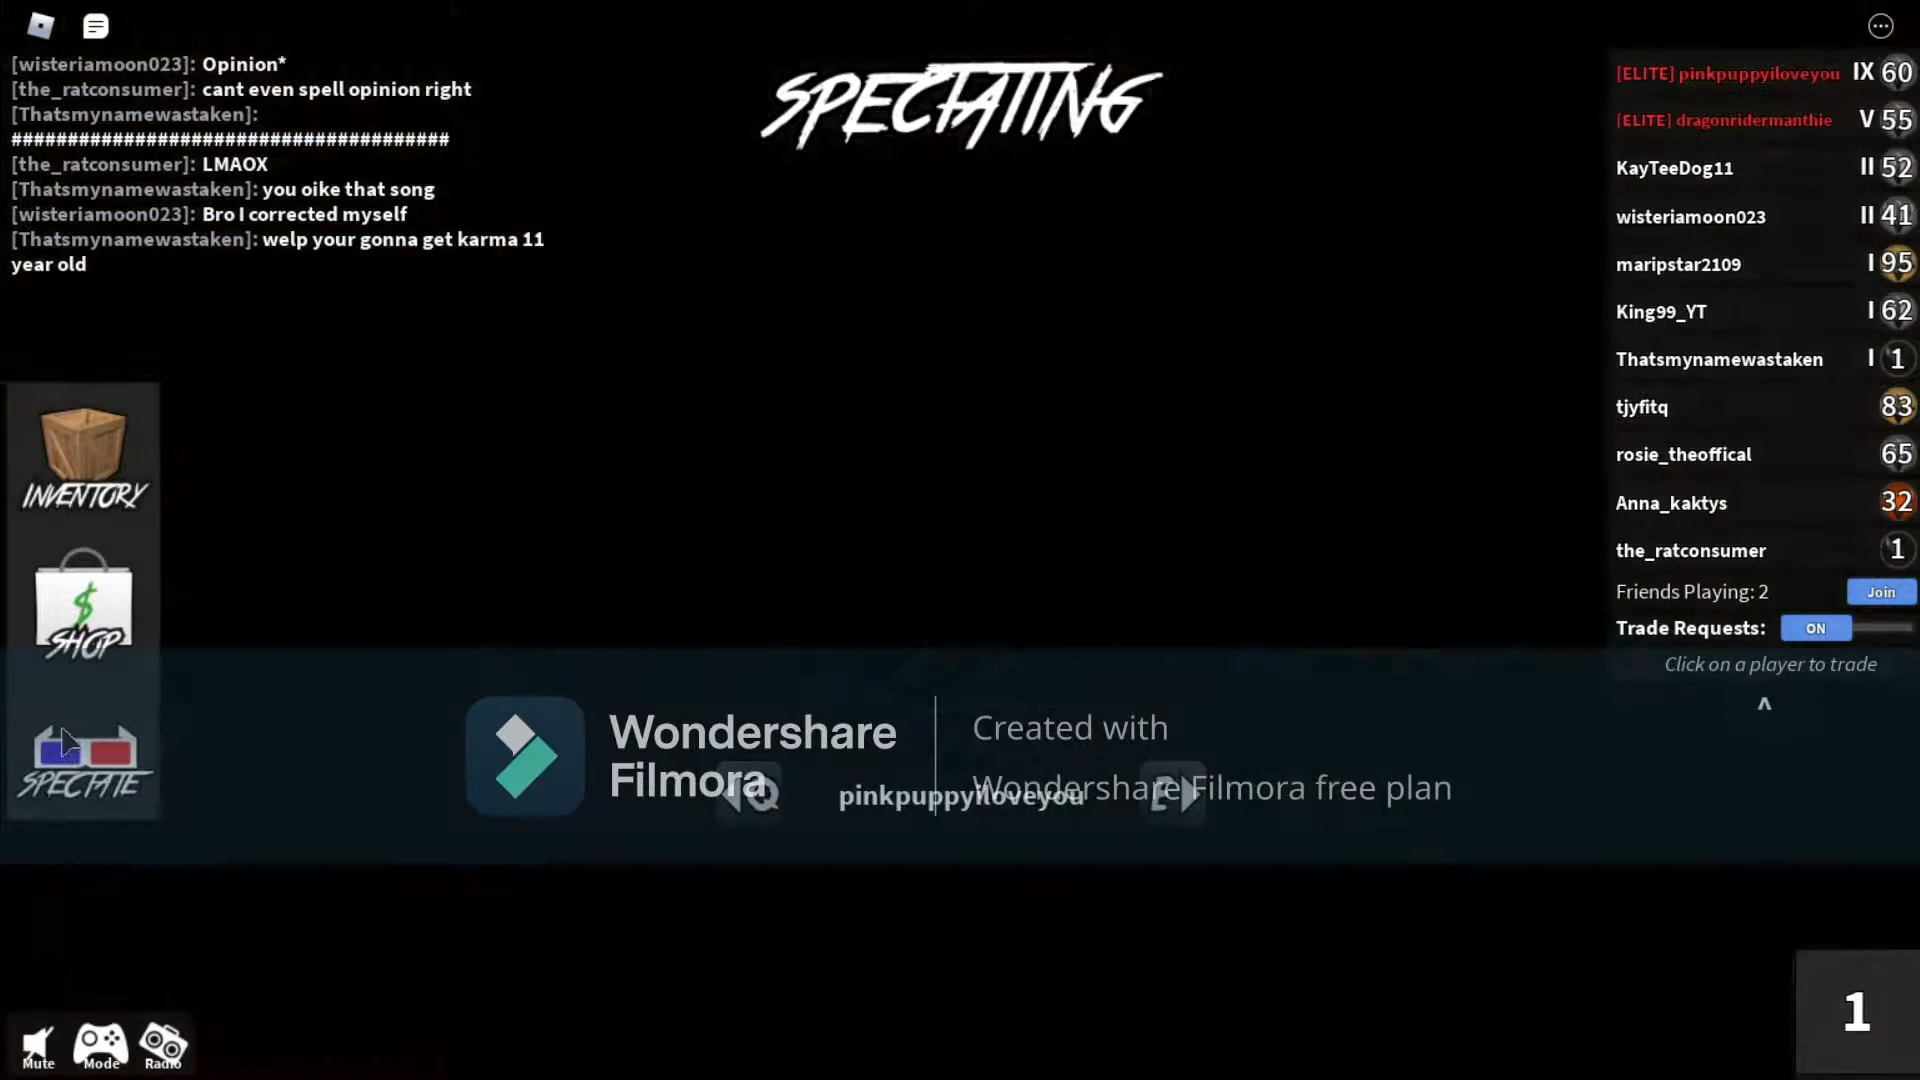 [wisteriamoon023]: Opinion*
[the_ratconsumer]: cant even spell opinion right
[Thatsmynamewastaken]:
#######################################
[the_ratconsumer]: LMAOX
[Thatsmynamewastaken]: you oike that song
[wisteriamoon023]: Bro I corrected myself
[Thatsmynamewastaken]: welp your gonna get karma 11
year old
SPECTATING
[ELITE] pinkpuppyiloveyou IX 60
[ELITE] dragonridermanthie V 55
KayTeeDog11 II 52
wisteriamoon023 II 41
maripstar2109 I 95
King99_YT I 62
Thatsmynamewastaken I 1
tjyfitq 83
rosie_theoffical 65
Anna_kaktys 32
the_ratconsumer 1
Friends Playing: 2 Join
Trade Requests: ON
Click on a player to trade
INVENTORY
$
SHOP
SPECTATE
Wondershare
Filmora
Created with
Wondershare Filmora free plan
Q
pinkpuppyiloveyou
E
Mute
Mode
Radio
1